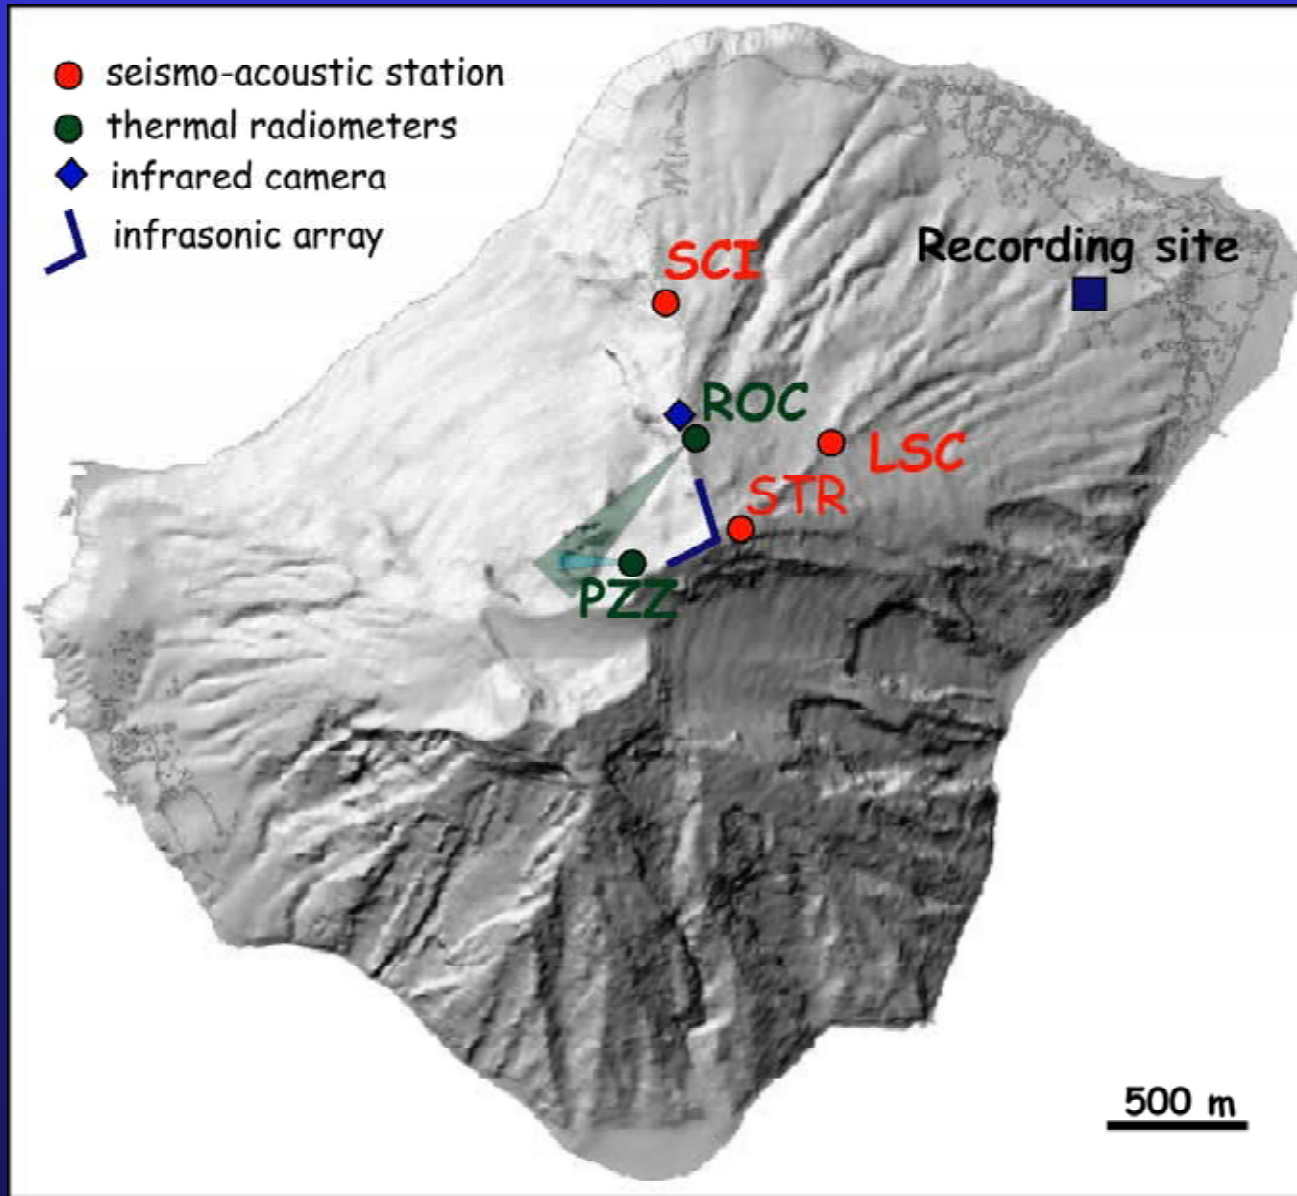 seismo-acoustic station
thermal radiometers
infrared camera
infrasonic array
Recording site
SCI
ROC
LSC
STR
PZZ
500 m